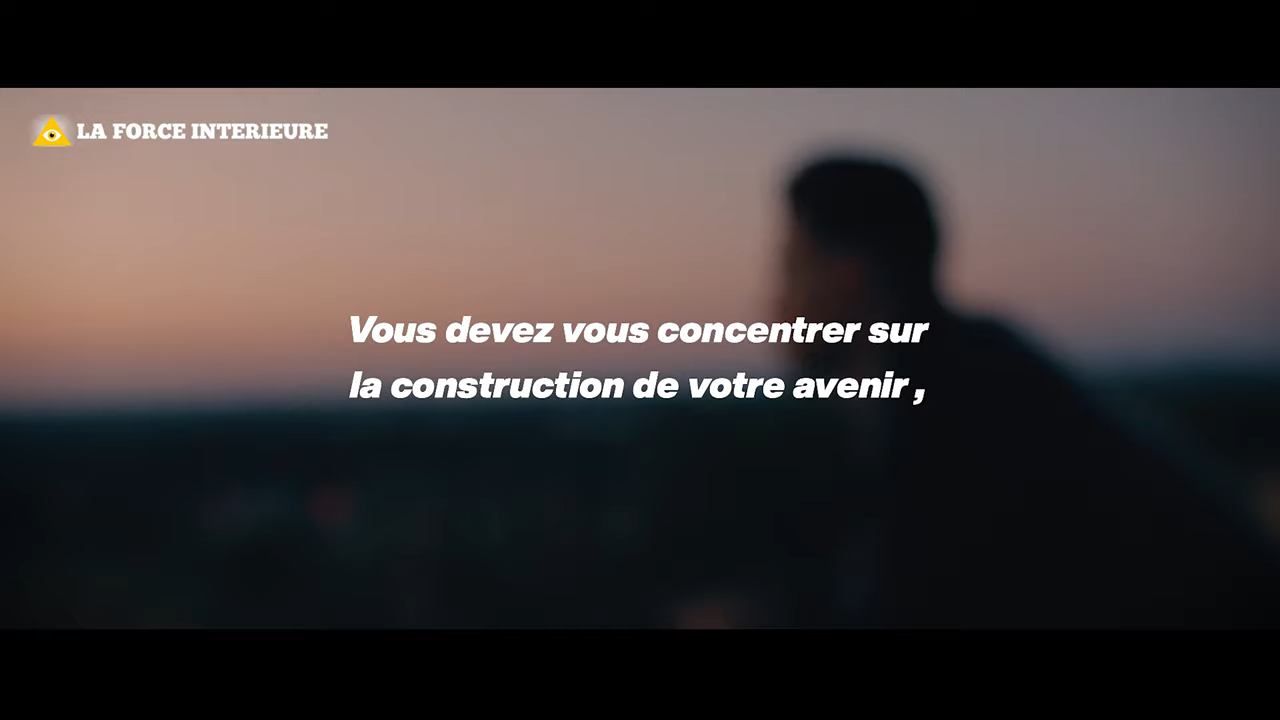 LA FORCE INTERIEURE
Vous devez vous concentrer sur
la construction de votre avenir ,